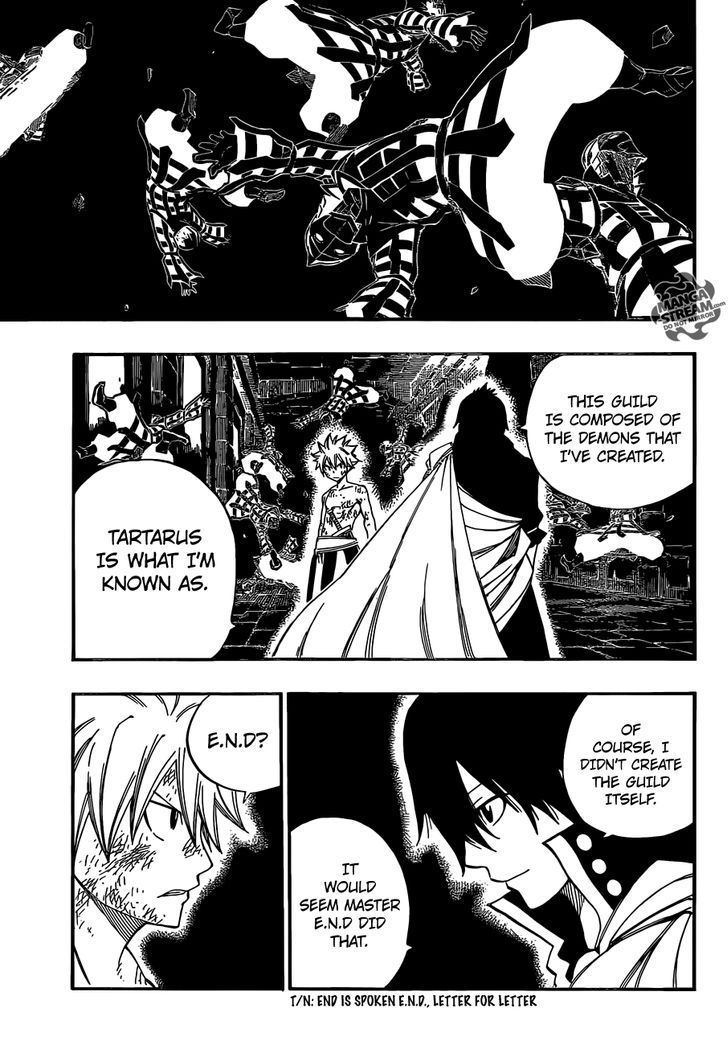 MANGA
STREAM.com
DO NOT MIRROR
THIS GUILD
IS COMPOSED OF
THE DEMONS THAT
I'VE CREATED.
TARTARUS
IS WHAT I'M
KNOWN AS.
OF
COURSE, I
DIDN'T CREATE
THE GUILD
ITSELF.
IT
WOULD
SEEM MASTER
E.N.D DID
THAT.
E.N.D?
T/N: END IS SPOKEN E.N.D., LETTER FOR LETTER